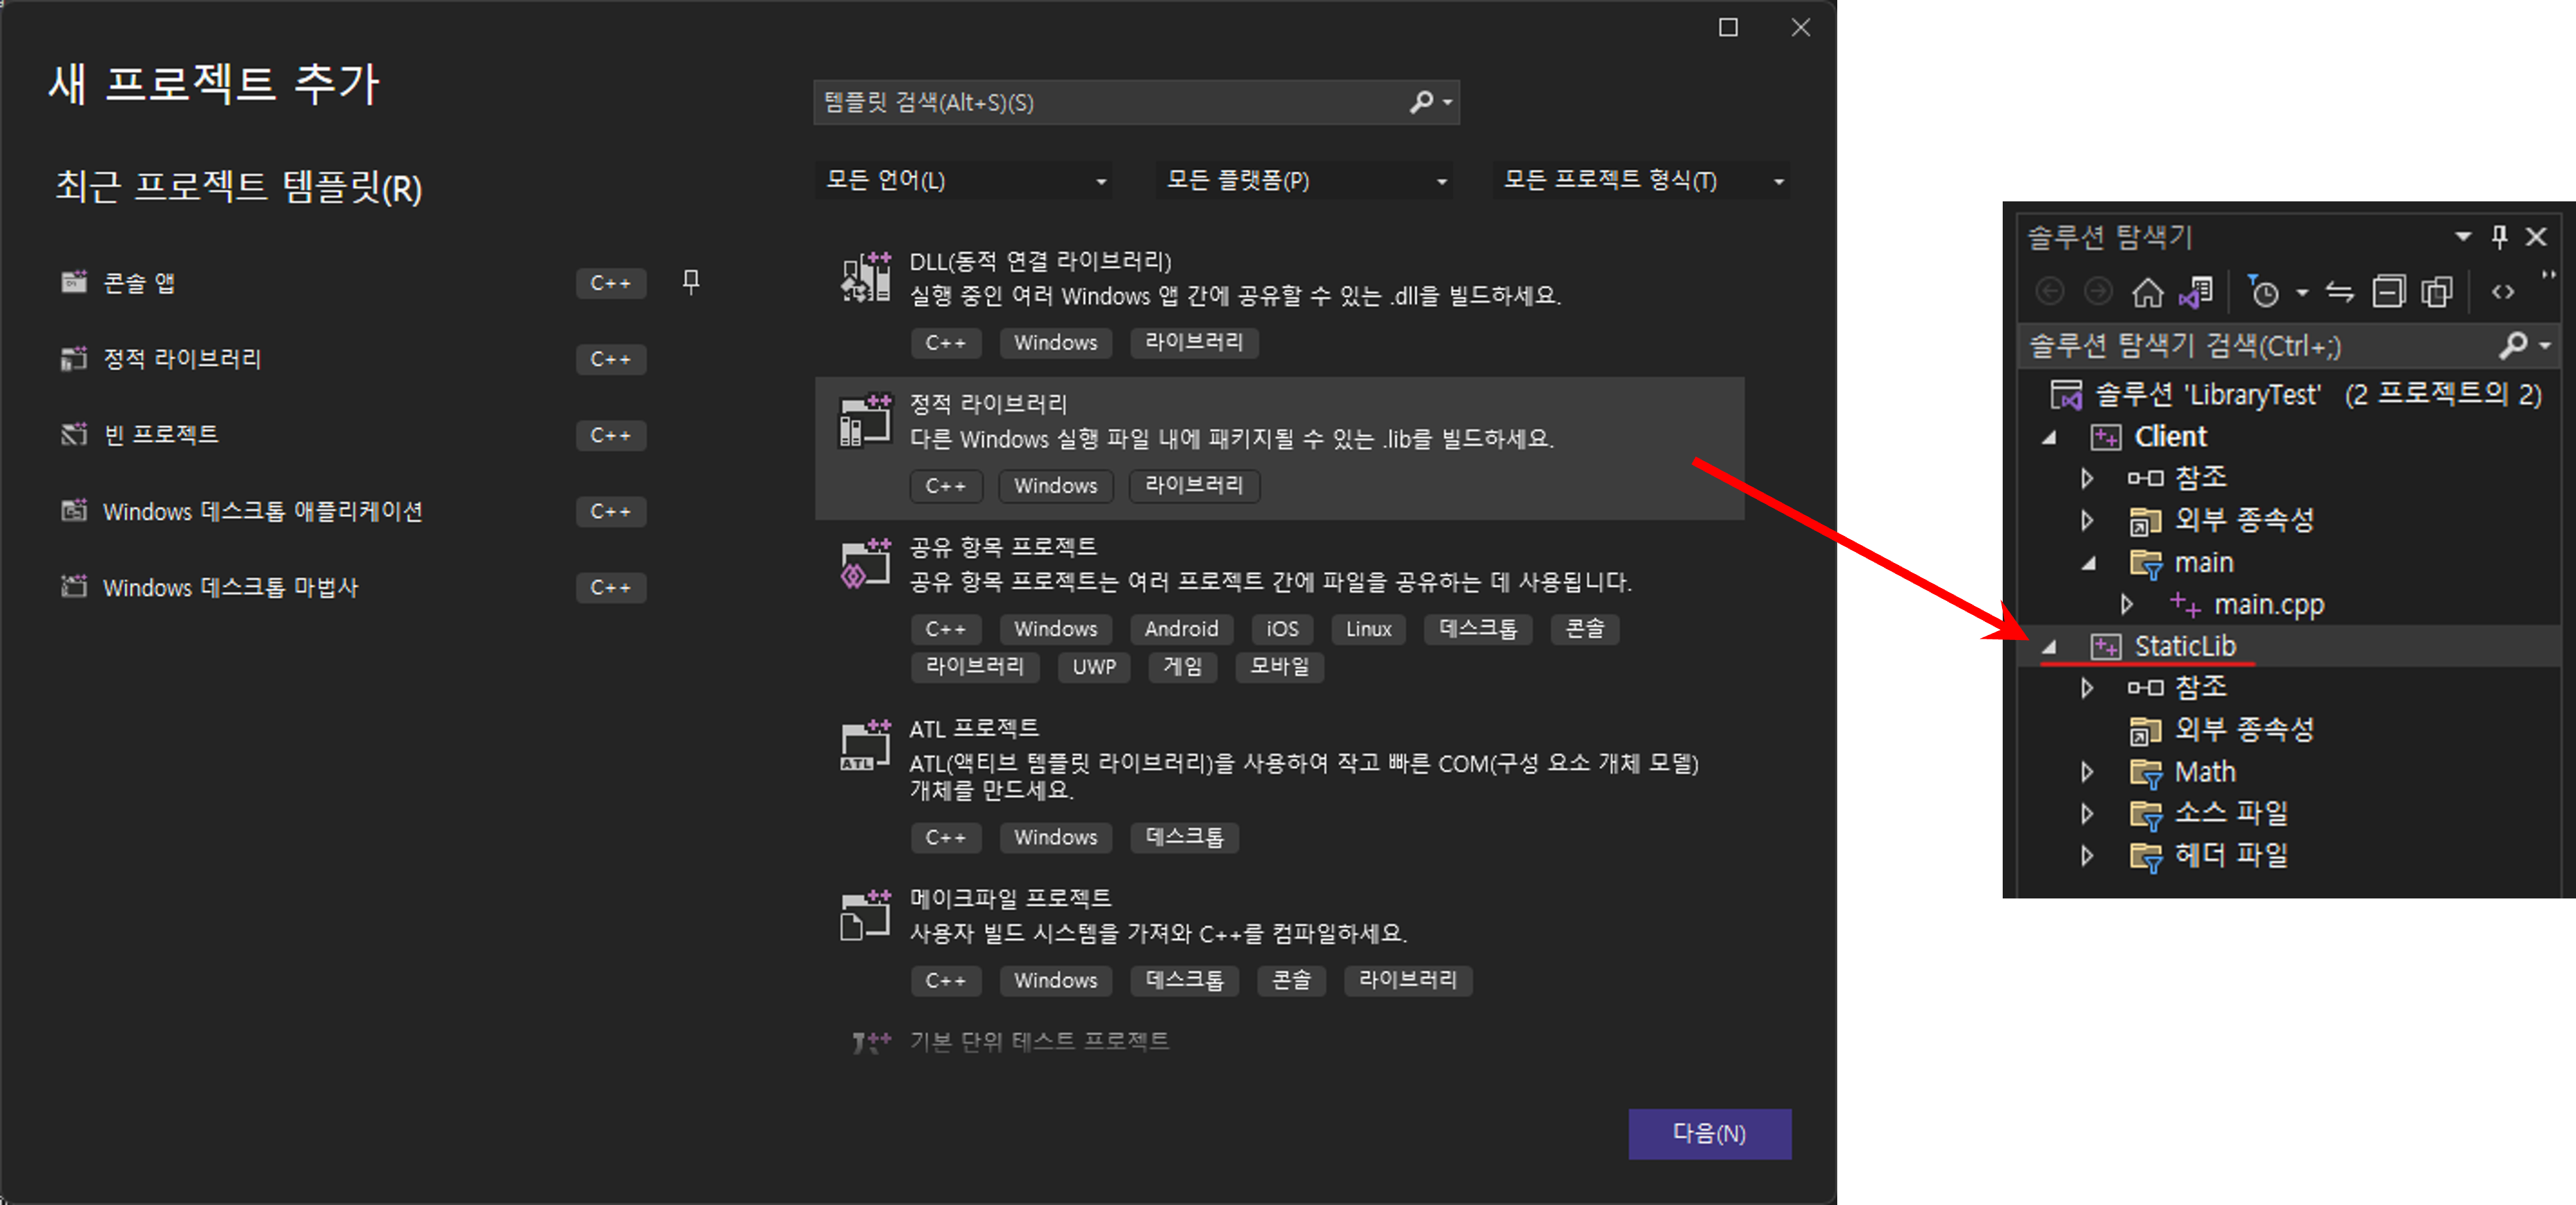 새 프로젝트 추가
최근 프로젝트 템플릿(R)
콘솔 앱 C++
정적 라이브러리 C++
빈 프로젝트 C++
Windows 데스크톱 애플리케이션 C++
Windows 데스크톱 마법사 C++
템플릿 검색(Alt+S)(S)
모든 언어(L) 모든 플랫폼(P) 모든 프로젝트 형식(T)
DLL(동적 연결 라이브러리)
실행 중인 여러 Windows 앱 간에 공유할 수 있는 .dll을 빌드하세요.
C++ Windows 라이브러리
정적 라이브러리
다른 Windows 실행 파일 내에 패키지될 수 있는 .lib를 빌드하세요.
C++ Windows 라이브러리
공유 항목 프로젝트
공유 항목 프로젝트는 여러 프로젝트 간에 파일을 공유하는 데 사용됩니다.
C++ Windows Android iOS Linux 데스크톱 콘솔
라이브러리 UWP 게임 모바일
ATL 프로젝트
ATL(액티브 템플릿 라이브러리)을 사용하여 작고 빠른 COM(구성 요소 개체 모델)
개체를 만드세요.
C++ Windows 데스크톱
ATL
메이크파일 프로젝트
사용자 빌드 시스템을 가져와 C++를 컴파일하세요.
C++ Windows 데스크톱 콘솔 라이브러리
기본 단위 테스트 프로젝트
다음(N)
솔루션 탐색기
솔루션 탐색기 검색(Ctrl+;)
솔루션 'LibraryTest' (2 프로젝트의 2)
Client
참조
외부 종속성
main
main.cpp
StaticLib
참조
외부 종속성
Math
소스 파일
헤더 파일